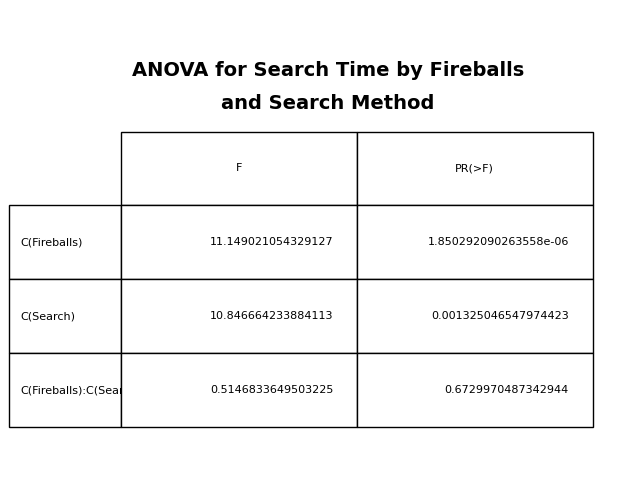 ANOVA for Search Time by Fireballs
and Search Method
F PR(>F)
C(Fireballs) 11.149021054329127 1.850292090263558e-06
C(Search) 10.846664233884113 0.001325046547974423
C(Fireballs):C(Sear 0.5146833649503225 0.6729970487342944